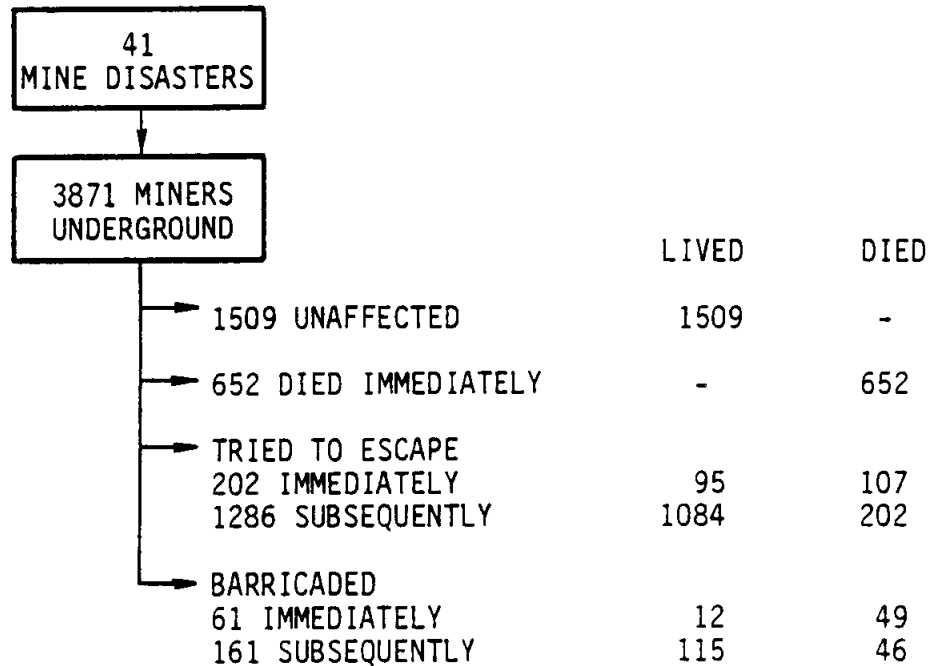 41
MINE DISASTERS
3871 MINERS
UNDERGROUND
LIVED DIED
1509 UNAFFECTED 1509 -
652 DIED IMMEDIATELY - 652
TRIED TO ESCAPE
202 IMMEDIATELY 95 107
1286 SUBSEQUENTLY 1084 202
BARRICADED
61 IMMEDIATELY 12 49
161 SUBSEQUENTLY 115 46